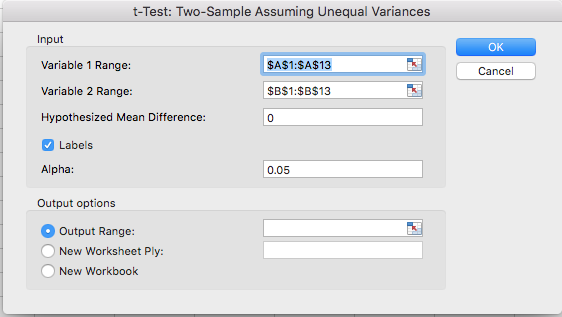 t-Test: Two-Sample Assuming Unequal Variances
Input
Variable 1 Range: $A$1:$A$13
Variable 2 Range: $B$1:$B$13
Hypothesized Mean Difference: 0
Labels
Alpha: 0.05
OK
Cancel
Output options
Output Range:
New Worksheet Ply:
New Workbook